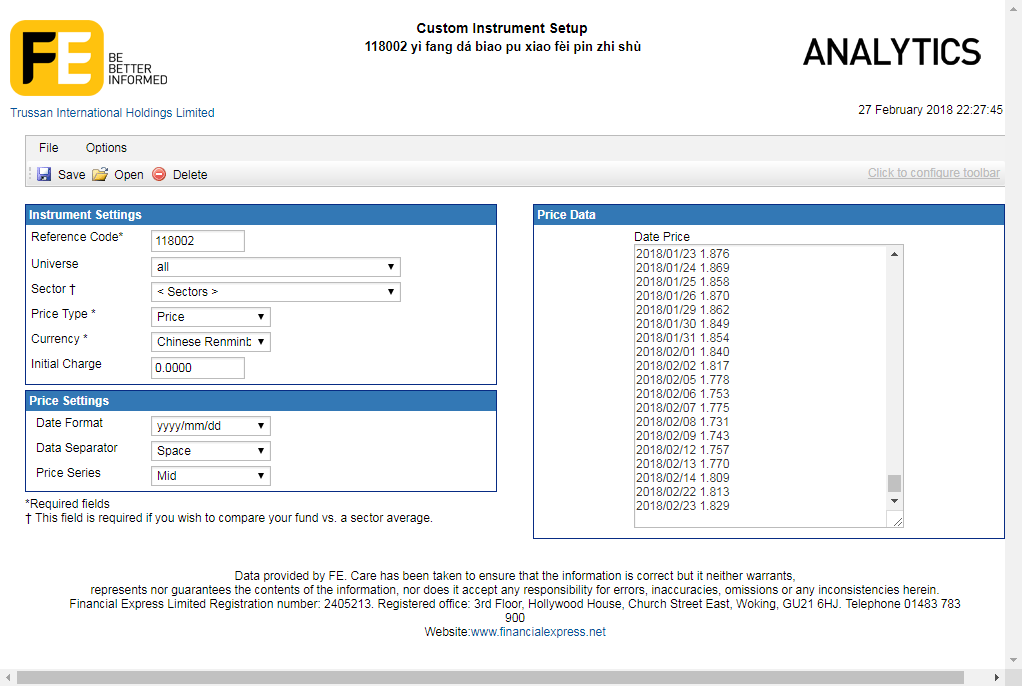 Custom Instrument Setup
118002 yì fang dá biao pu xiao fèi pin zhi shù
FE
BE
BETTER
INFORMED
ANALYTICS
Trussan International Holdings Limited
27 February 2018 22:27:45
File Options
Save Open Delete Click to configure toolbar
Instrument Settings
Reference Code* 118002
Universe all
Sector † < Sectors >
Price Type * Price
Currency * Chinese Renminb
Initial Charge 0.0000
Price Settings
Date Format yyyy/mm/dd
Data Separator Space
Price Series Mid
*Required fields
† This field is required if you wish to compare your fund vs. a sector average.
Price Data
Date Price
2018/01/23 1.876
2018/01/24 1.869
2018/01/25 1.858
2018/01/26 1.870
2018/01/29 1.862
2018/01/30 1.849
2018/01/31 1.854
2018/02/01 1.840
2018/02/02 1.817
2018/02/05 1.778
2018/02/06 1.753
2018/02/07 1.775
2018/02/08 1.731
2018/02/09 1.743
2018/02/12 1.757
2018/02/13 1.770
2018/02/14 1.809
2018/02/22 1.813
2018/02/23 1.829
Data provided by FE. Care has been taken to ensure that the information is correct but it neither warrants,
represents nor guarantees the contents of the information, nor does it accept any responsibility for errors, inaccuracies, omissions or any inconsistencies herein.
Financial Express Limited Registration number: 2405213. Registered office: 3rd Floor, Hollywood House, Church Street East, Woking, GU21 6HJ. Telephone 01483 783
900
Website:www.financialexpress.net